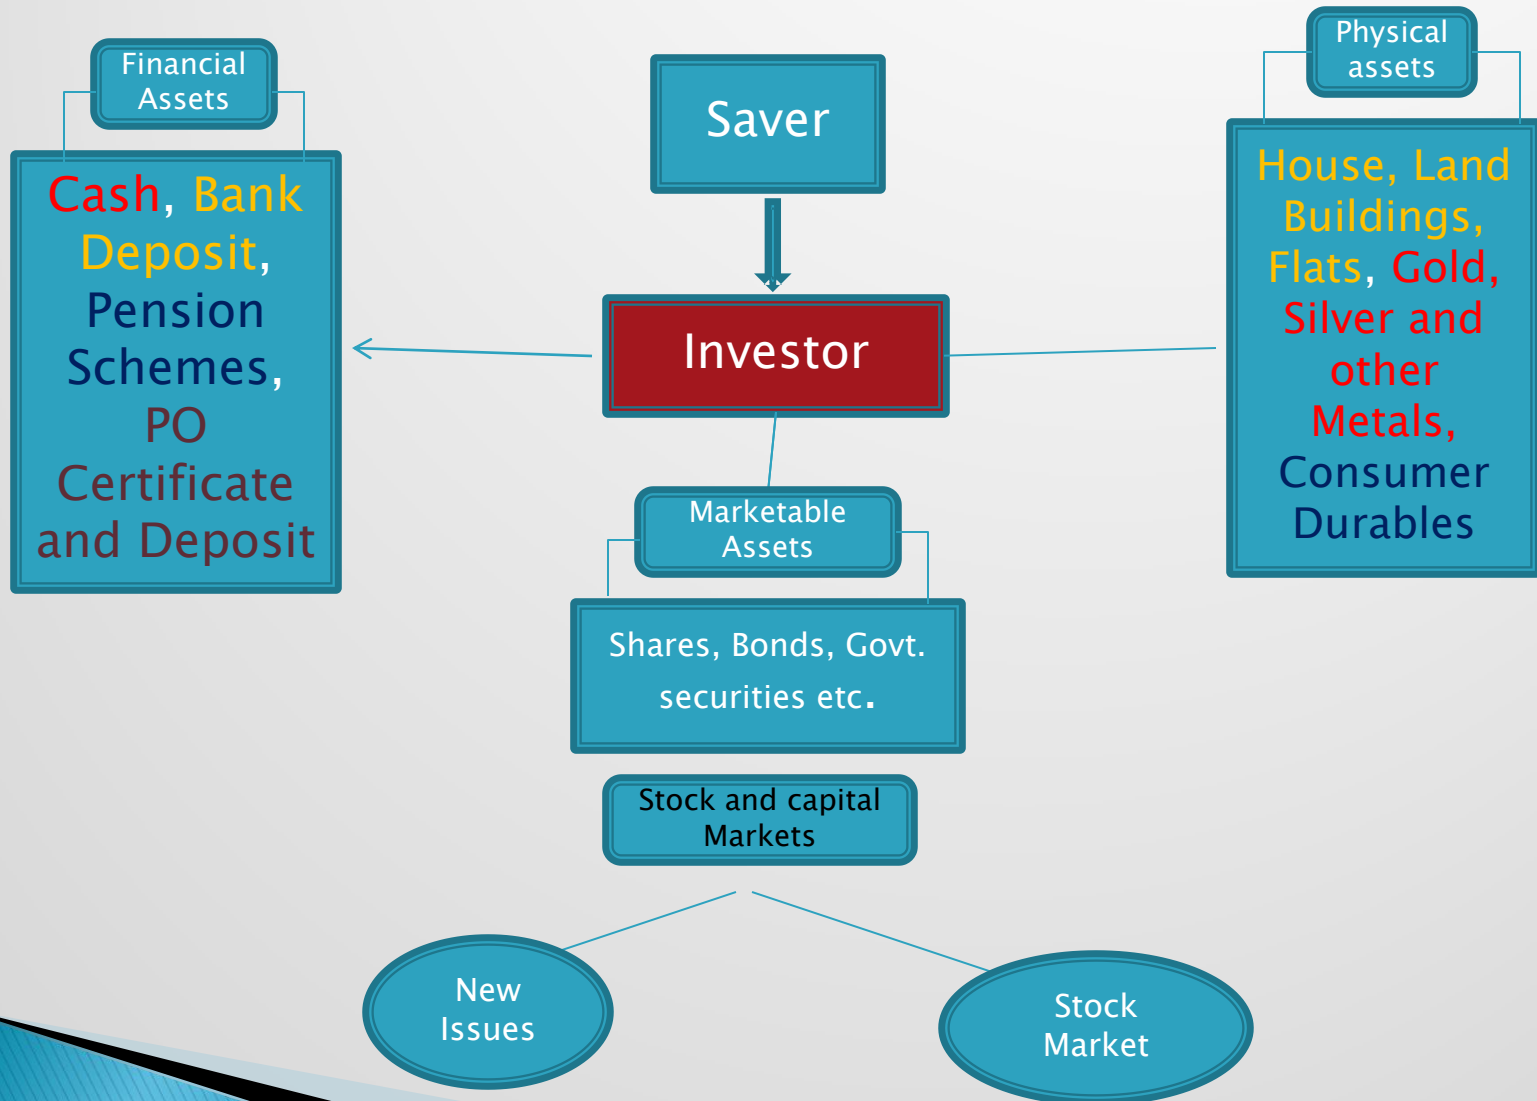 Financial
Assets
Cash, Bank
Deposit,
Pension
Schemes,
PO
Certificate
and Deposit
Saver
Investor
Marketable
Assets
Shares, Bonds, Govt.
securities etc.
Stock and capital
Markets
New
Issues
Stock
Market
Physical
assets
House, Land
Buildings,
Flats, Gold,
Silver and
other
Metals,
Consumer
Durables